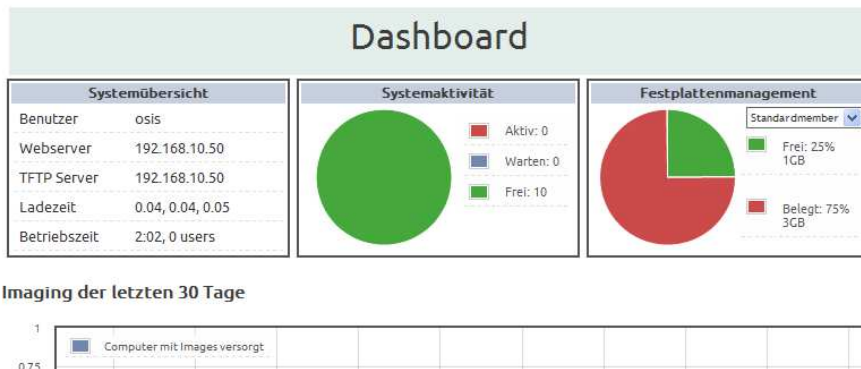 Dashboard
Systemübersicht
Benutzer osis
Webserver 192.168.10.50
TFTP Server 192.168.10.50
Ladezeit 0.04, 0.04, 0.05
Betriebszeit 2:02, 0 users
Systemaktivität
Aktiv: 0
Warten: 0
Frei: 10
Festplattenmanagement
Standardmember
Frei: 25%
1GB
Belegt: 75%
3GB
Imaging der letzten 30 Tage
1
Computer mit Images versorgt
0.75